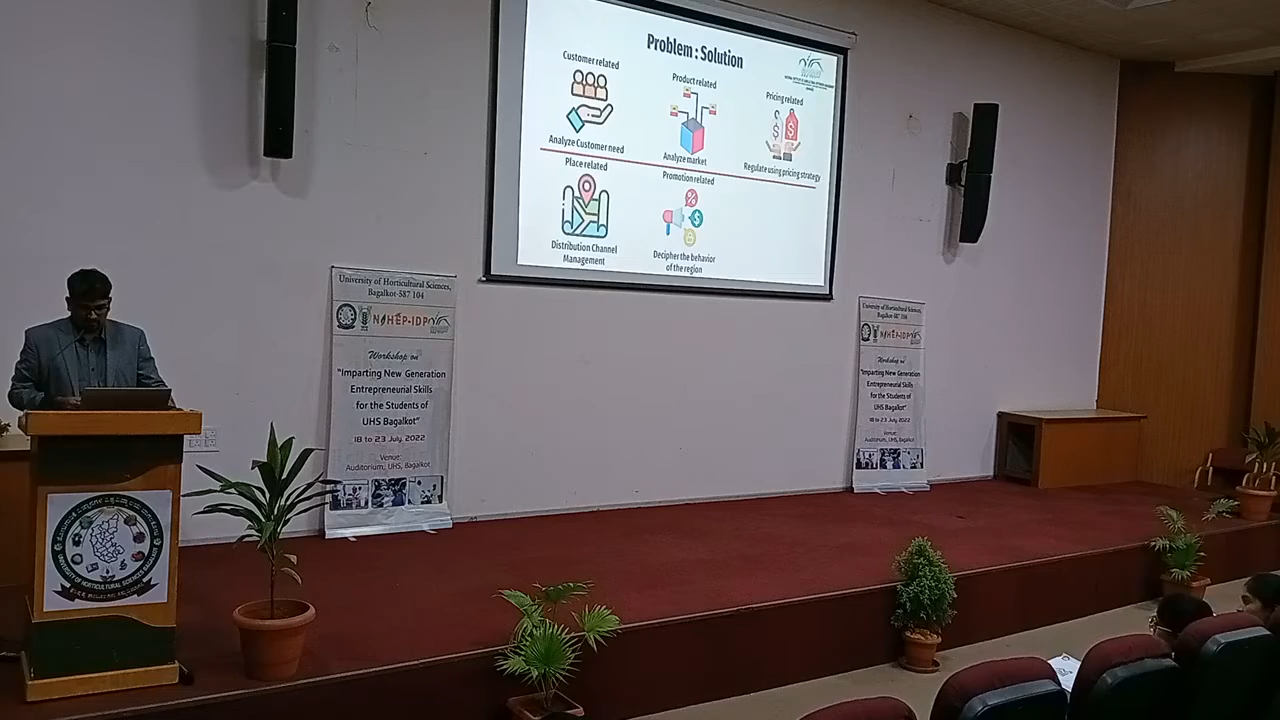 Problem : Solution
Customer related
Analyze Customer need
Product related
Analyze market
Pricing related
Regulate using pricing strategy
Place related
Distribution Channel
Management
Promotion related
Decipher the behavior
of the region
University of Horticultural Sciences,
Bagalkot-587 104
NAHEP-IDP
Workshop on
"Imparting New Generation
Entrepreneurial Skills
for the Students of
UHS Bagalkot"
18 to 23 July, 2022
Venue:
Auditorium, UHS, Bagalkot
University of Horticultural Sciences,
Bagalkot-587 104
NAHEP-IDP
Workshop on
"Imparting New Generation
Entrepreneurial Skills
for the Students of
UHS Bagalkot"
18 to 23 July, 2022
Venue:
Auditorium, UHS, Bagalkot
UNIVERSITY OF HORTICULTURAL SCIENCES, BAGALKOT